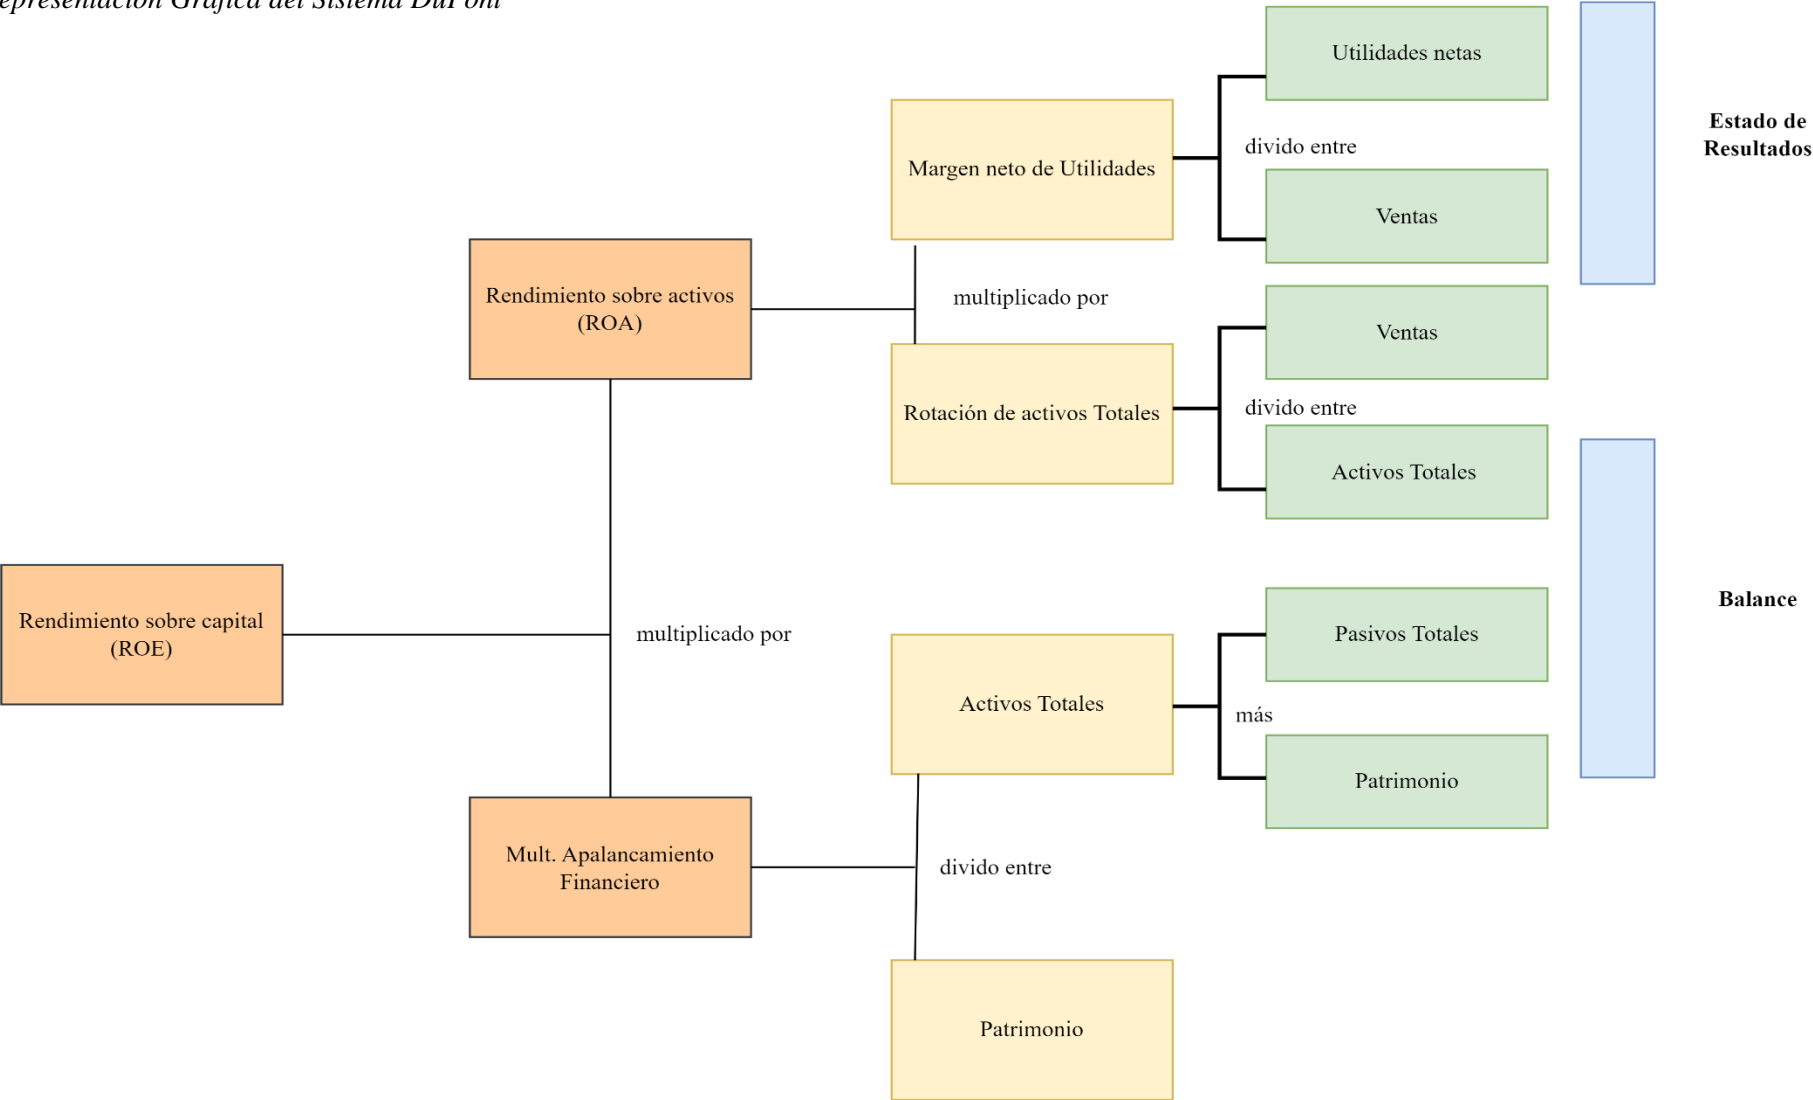 epresentación Gráfica del Sistema DuPont
Utilidades netas
Estado de
Resultados
divido entre
Margen neto de Utilidades
Ventas
Rendimiento sobre activos
(ROA)
multiplicado por
Ventas
Rotación de activos Totales
divido entre
Activos Totales
Rendimiento sobre capital
(ROE)
multiplicado por
Balance
Pasivos Totales
Activos Totales
más
Patrimonio
Mult. Apalancamiento
Financiero
divido entre
Patrimonio